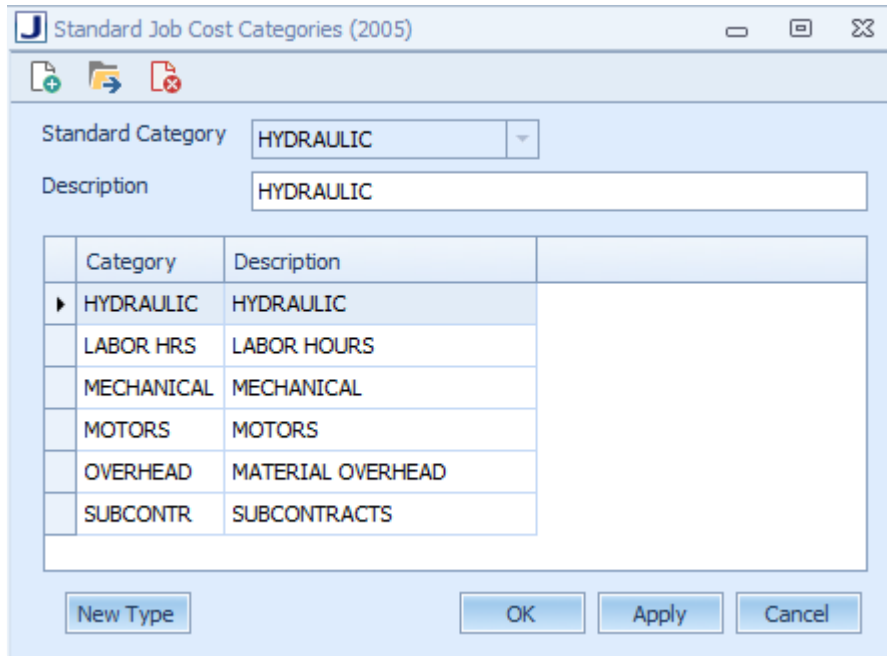 J Standard Job Cost Categories (2005)
Standard Category HYDRAULIC
Description HYDRAULIC
Category Description
HYDRAULIC HYDRAULIC
LABOR HRS LABOR HOURS
MECHANICAL MECHANICAL
MOTORS MOTORS
OVERHEAD MATERIAL OVERHEAD
SUBCONTR SUBCONTRACTS
New Type OK Apply Cancel